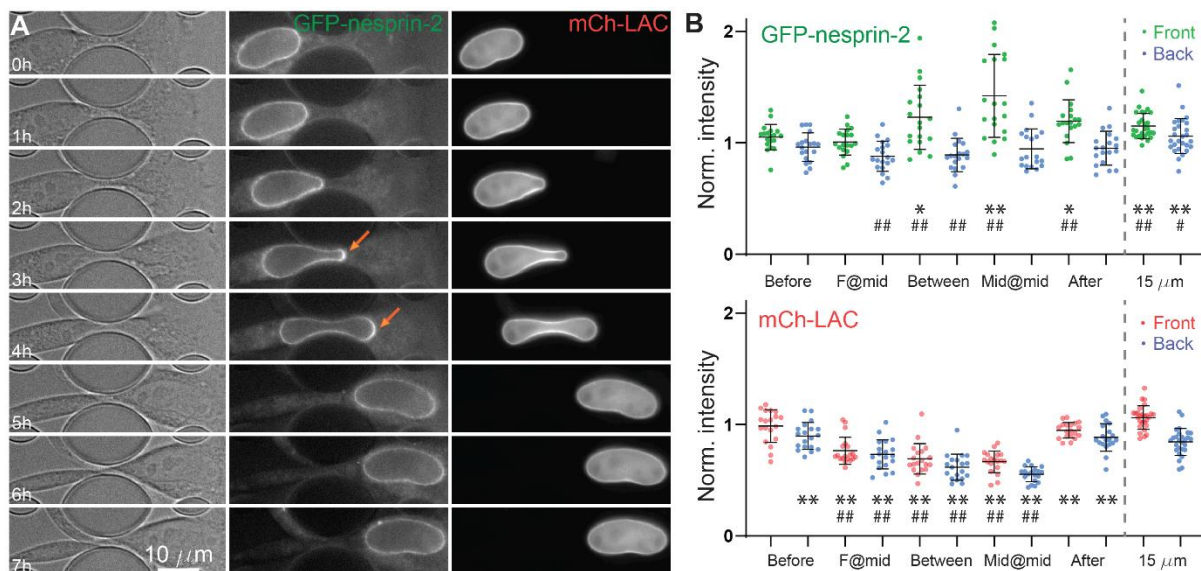 A
GFP-nesprin-2
mCh-LAC
0h
1h
2h
3h
4h
5h
6h
7h
10 μm
B
GFP-nesprin-2
Front
Back
Norm. intensity
2
1
0
## * ## ## ** ## * ## ** ## ** #
Before F@mid Between Mid@mid After 15 μm
mCh-LAC
Front
Back
Norm. intensity
2
1
0
** ** ** ** ** ** ** ** **
## ## ## ## ## ##
Before F@mid Between Mid@mid After 15 μm